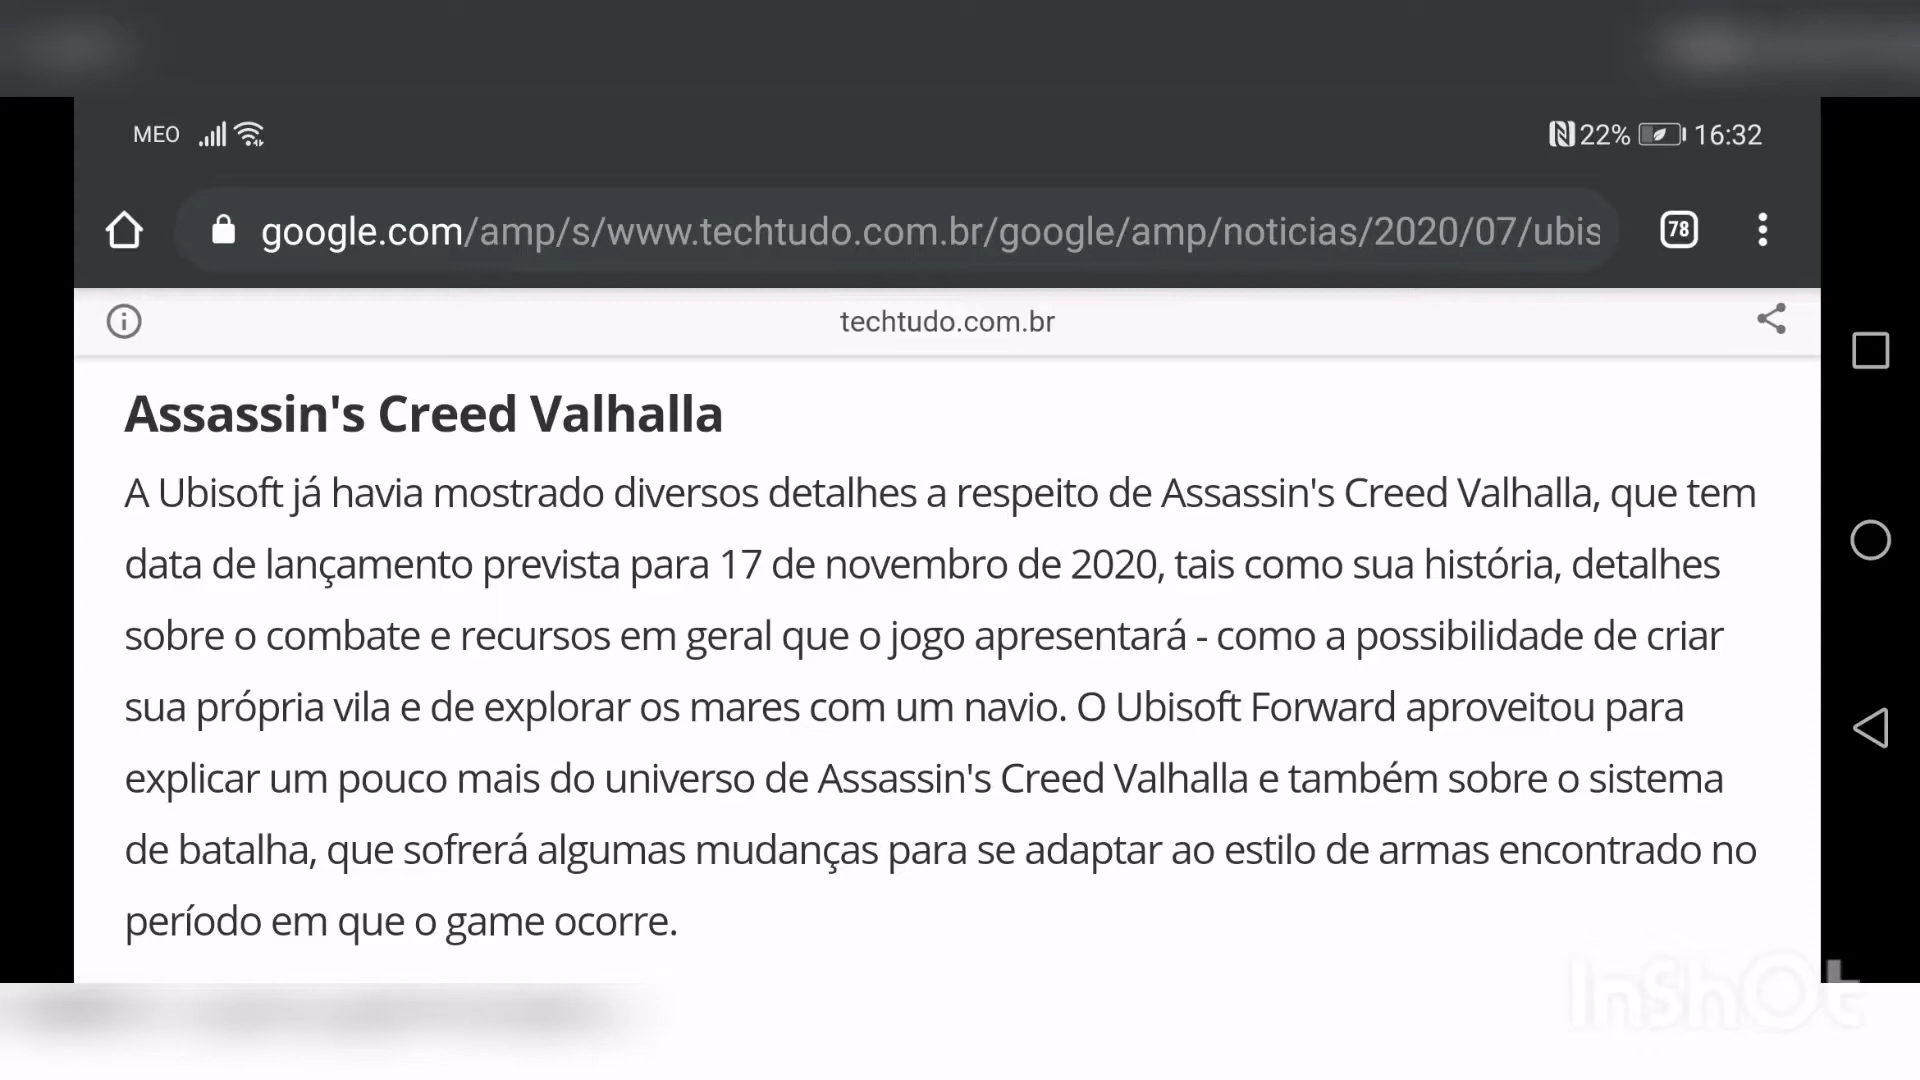 MEO
22% 16:32
google.com/amp/s/www.techtudo.com.br/google/amp/noticias/2020/07/ubis
78
techtudo.com.br
Assassin's Creed Valhalla
A Ubisoft já havia mostrado diversos detalhes a respeito de Assassin's Creed Valhalla, que tem
data de lançamento prevista para 17 de novembro de 2020, tais como sua história, detalhes
sobre o combate e recursos em geral que o jogo apresentará - como a possibilidade de criar
sua própria vila e de explorar os mares com um navio. O Ubisoft Forward aproveitou para
explicar um pouco mais do universo de Assassin's Creed Valhalla e também sobre o sistema
de batalha, que sofrerá algumas mudanças para se adaptar ao estilo de armas encontrado no
período em que o game ocorre.
InShOt